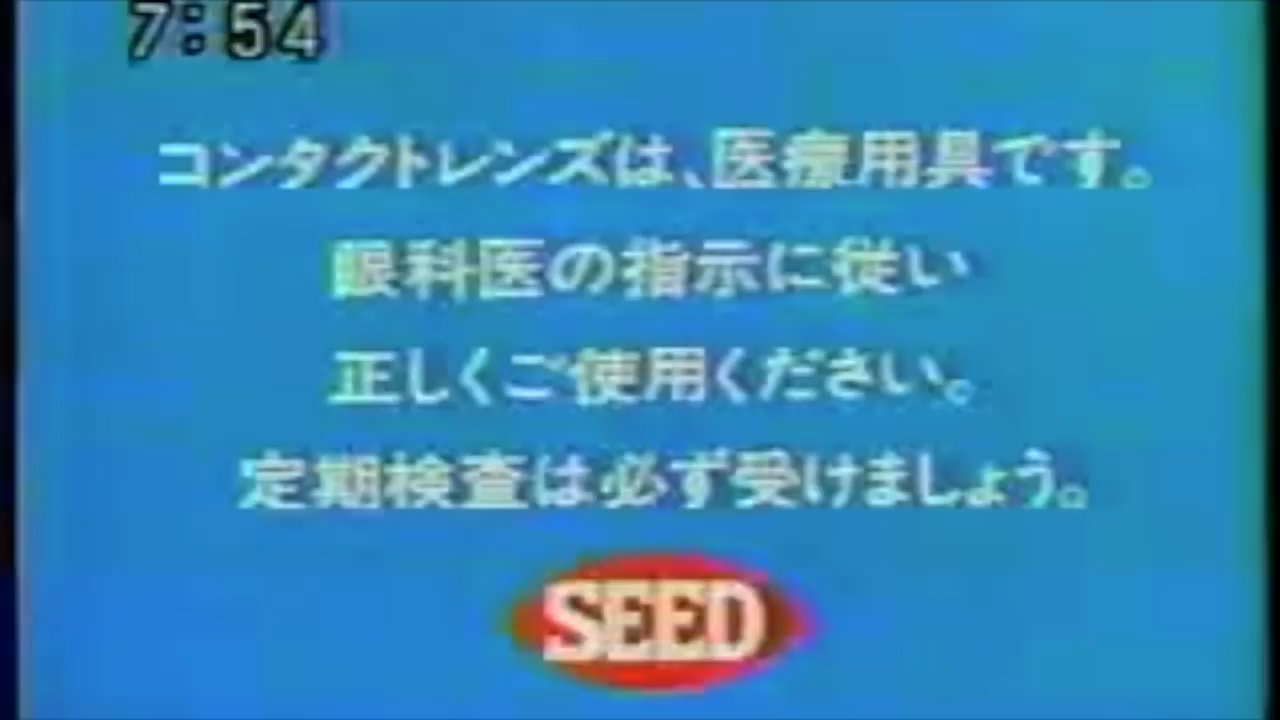 7:54
コンタクトレンズは、医療用具です。
眼科医の指示に従い
正しくご使用ください。
定期検査は必ず受けましょう。
SEED